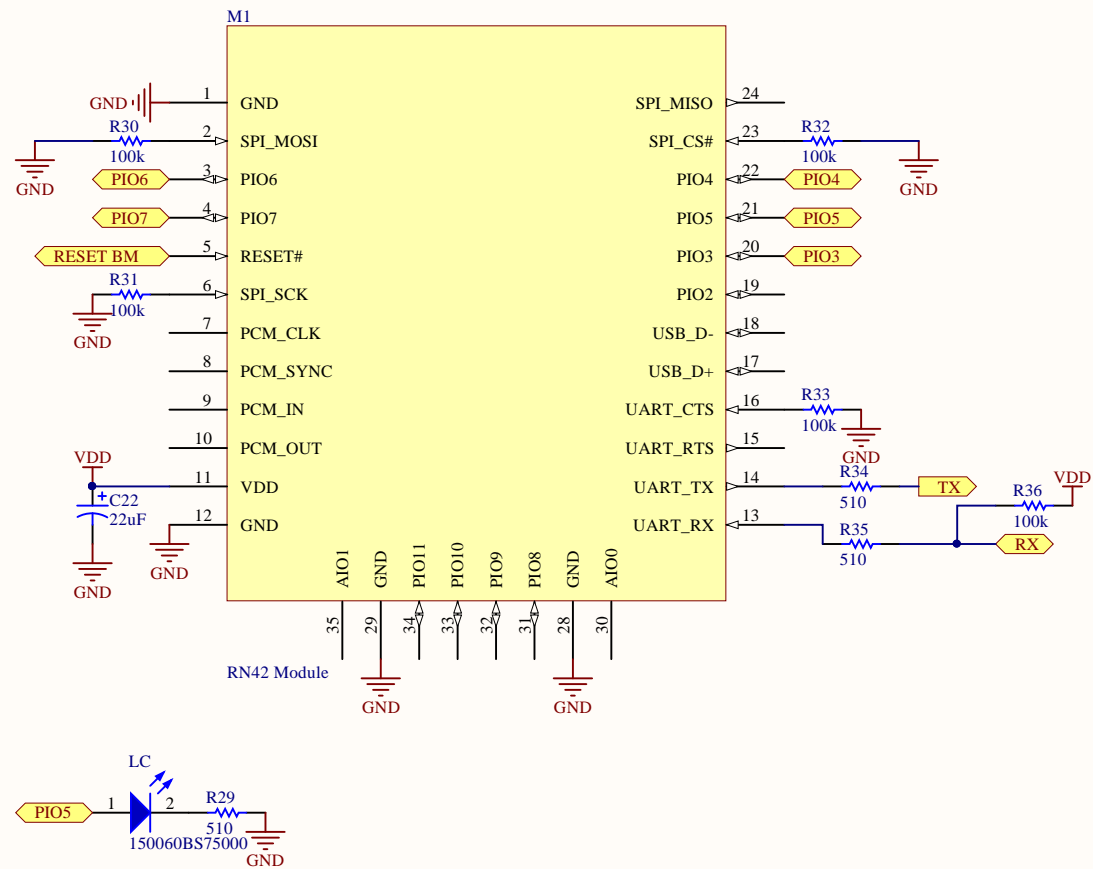 M1
GND
1
GND
R30
100k
GND
2
SPI_MOSI
PIO6
3
PIO6
PIO7
4
PIO7
RESET BM
5
RESET#
R31
100k
GND
6
SPI_SCK
7
PCM_CLK
8
PCM_SYNC
9
PCM_IN
10
PCM_OUT
VDD
11
VDD
C22
22uF
GND
12
GND
GND
SPI_MISO
24
SPI_CS#
23
R32
100k
GND
PIO4
22
PIO4
PIO5
21
PIO5
PIO3
20
PIO3
PIO2
19
USB_D-
18
USB_D+
17
UART_CTS
16
R33
100k
GND
UART_RTS
15
UART_TX
14
R34
510
TX
UART_RX
13
R35
510
R36
100k
VDD
RX
AIO1
GND
PIO11
PIO10
PIO9
PIO8
GND
AIO0
35
29
34
33
32
31
28
30
GND
GND
RN42 Module
LC
PIO5
1
2
R29
510
150060BS75000
GND